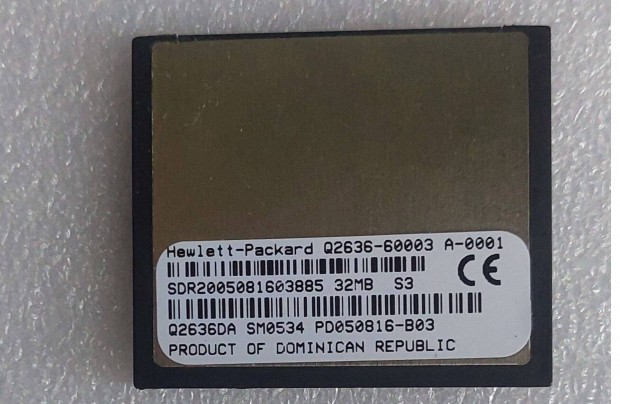 Hewlett-Packard Q2636-60003 A-0001
CE
SDR2005081603885 32MB S3
Q2636DA SM0534 PD050816-B03
PRODUCT OF DOMINICAN REPUBLIC